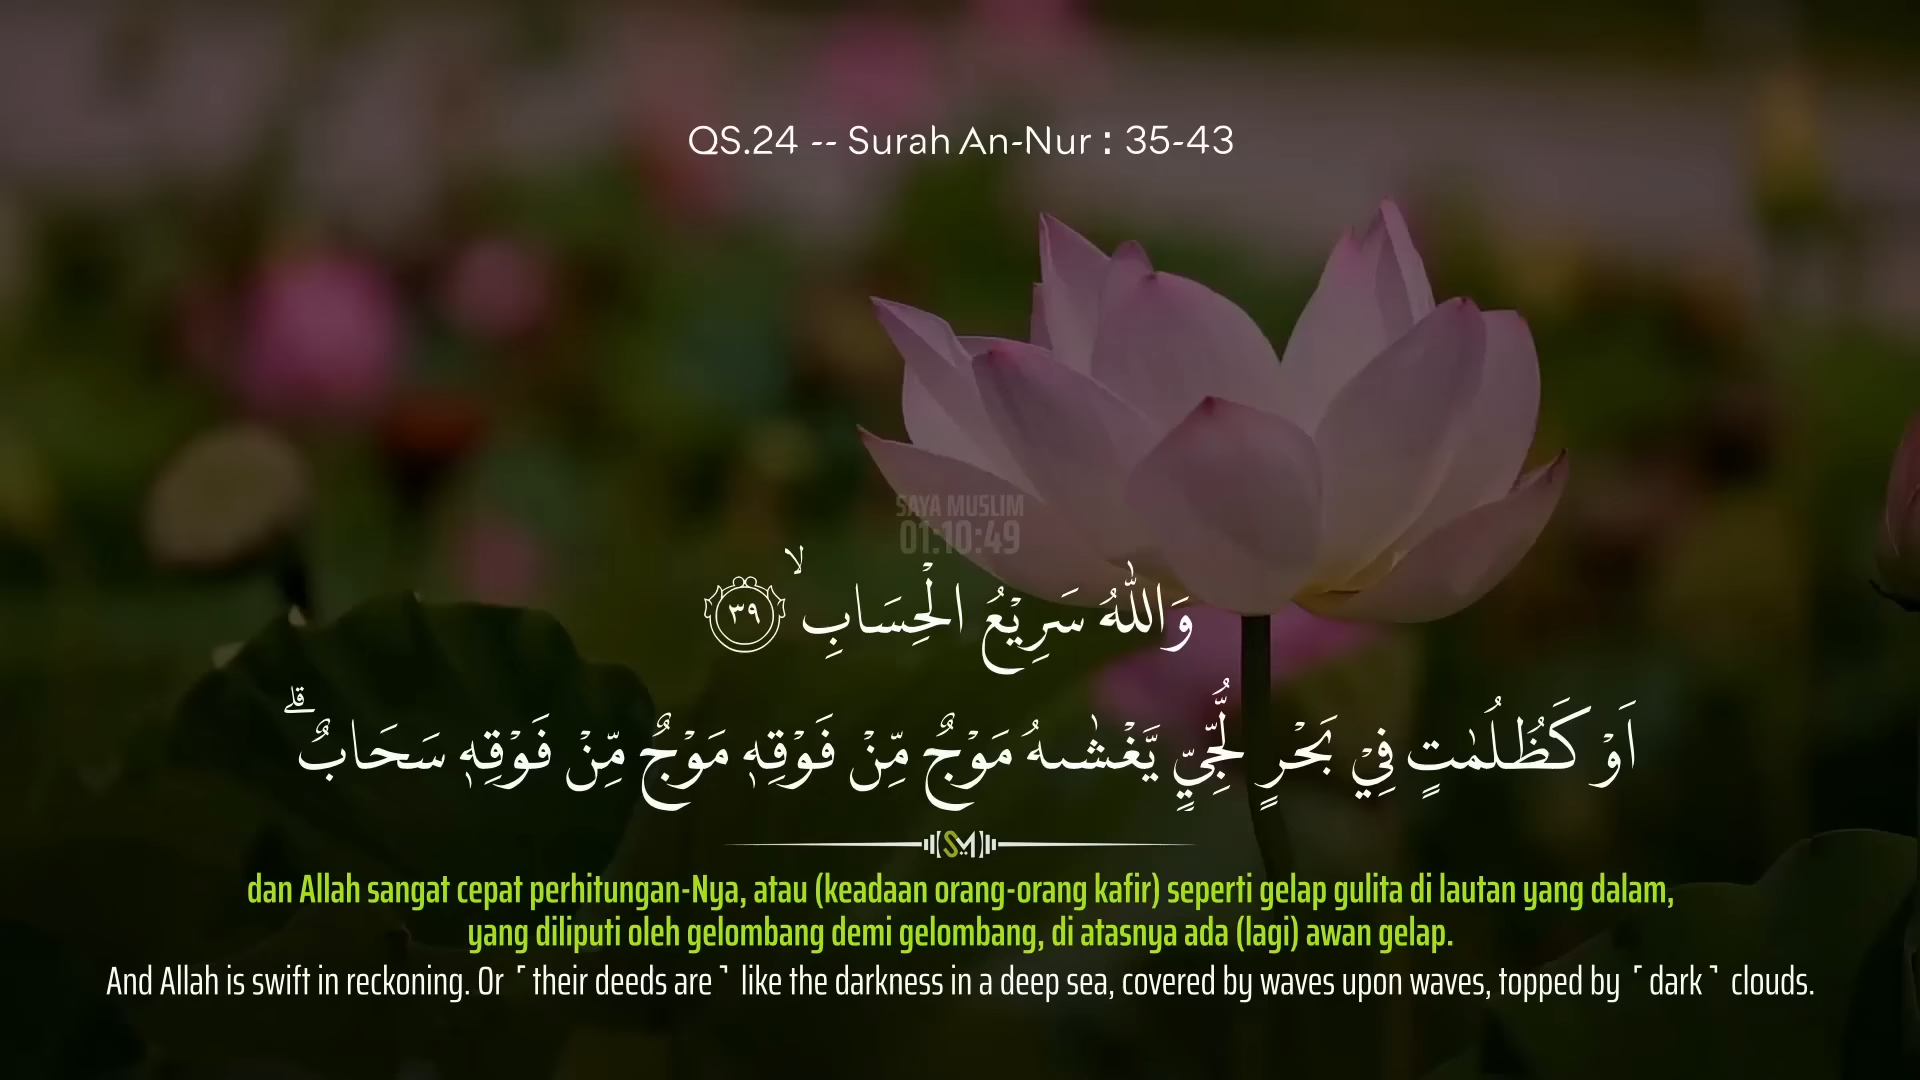 QS.24 -- Surah An-Nur : 35-43
SAYA MUSLIM
01:10:49
وَاللّٰهُ سَرِيْعُ الْحِسَابِ ۙ ٣٩
اَوْ كَظُلُمٰتٍ فِيْ بَحْرٍ لُّجِّيٍّ يَّغْشٰىهُ مَوْجٌ مِّنْ فَوْقِهٖ مَوْجٌ مِّنْ فَوْقِهٖ سَحَابٌ ۗ
SM
dan Allah sangat cepat perhitungan-Nya, atau (keadaan orang-orang kafir) seperti gelap gulita di lautan yang dalam,
yang diliputi oleh gelombang demi gelombang, di atasnya ada (lagi) awan gelap.
And Allah is swift in reckoning. Or ˹their deeds are˺ like the darkness in a deep sea, covered by waves upon waves, topped by ˹dark˺ clouds.